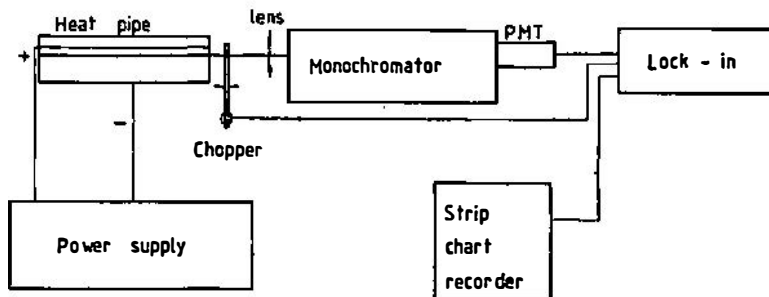 Heat pipe
lens
PMT
+
Monochromator
Lock - in
-
Chopper
Power supply
Strip
chart
recorder